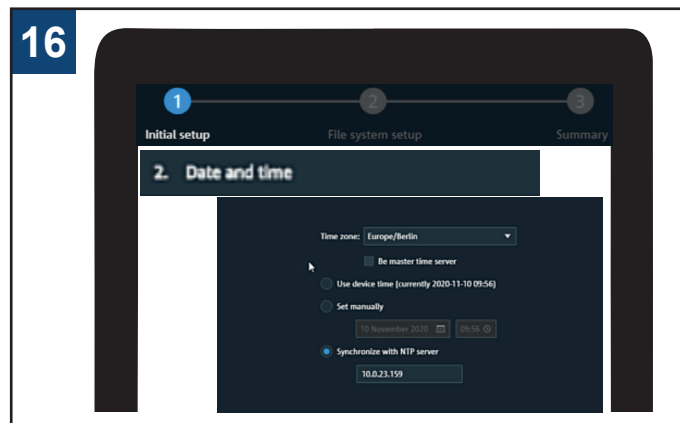 16
1 2 3
Initial setup File system setup Summary
2. Date and time
Time zone: Europe/Berlin
Be master time server
Use device time (currently 2020-11-10 09:56)
Set manually
10 November 2020 09:56
Synchronize with NTP server
10.0.23.159